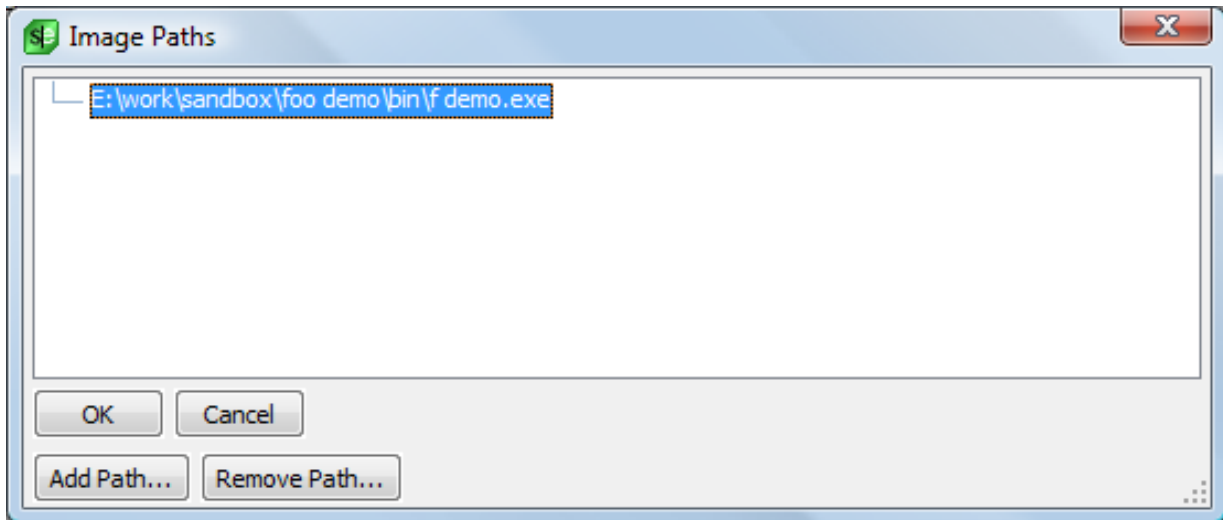 Image Paths
E:\work\sandbox\foo demo\bin\f demo.exe
OK Cancel
Add Path... Remove Path...